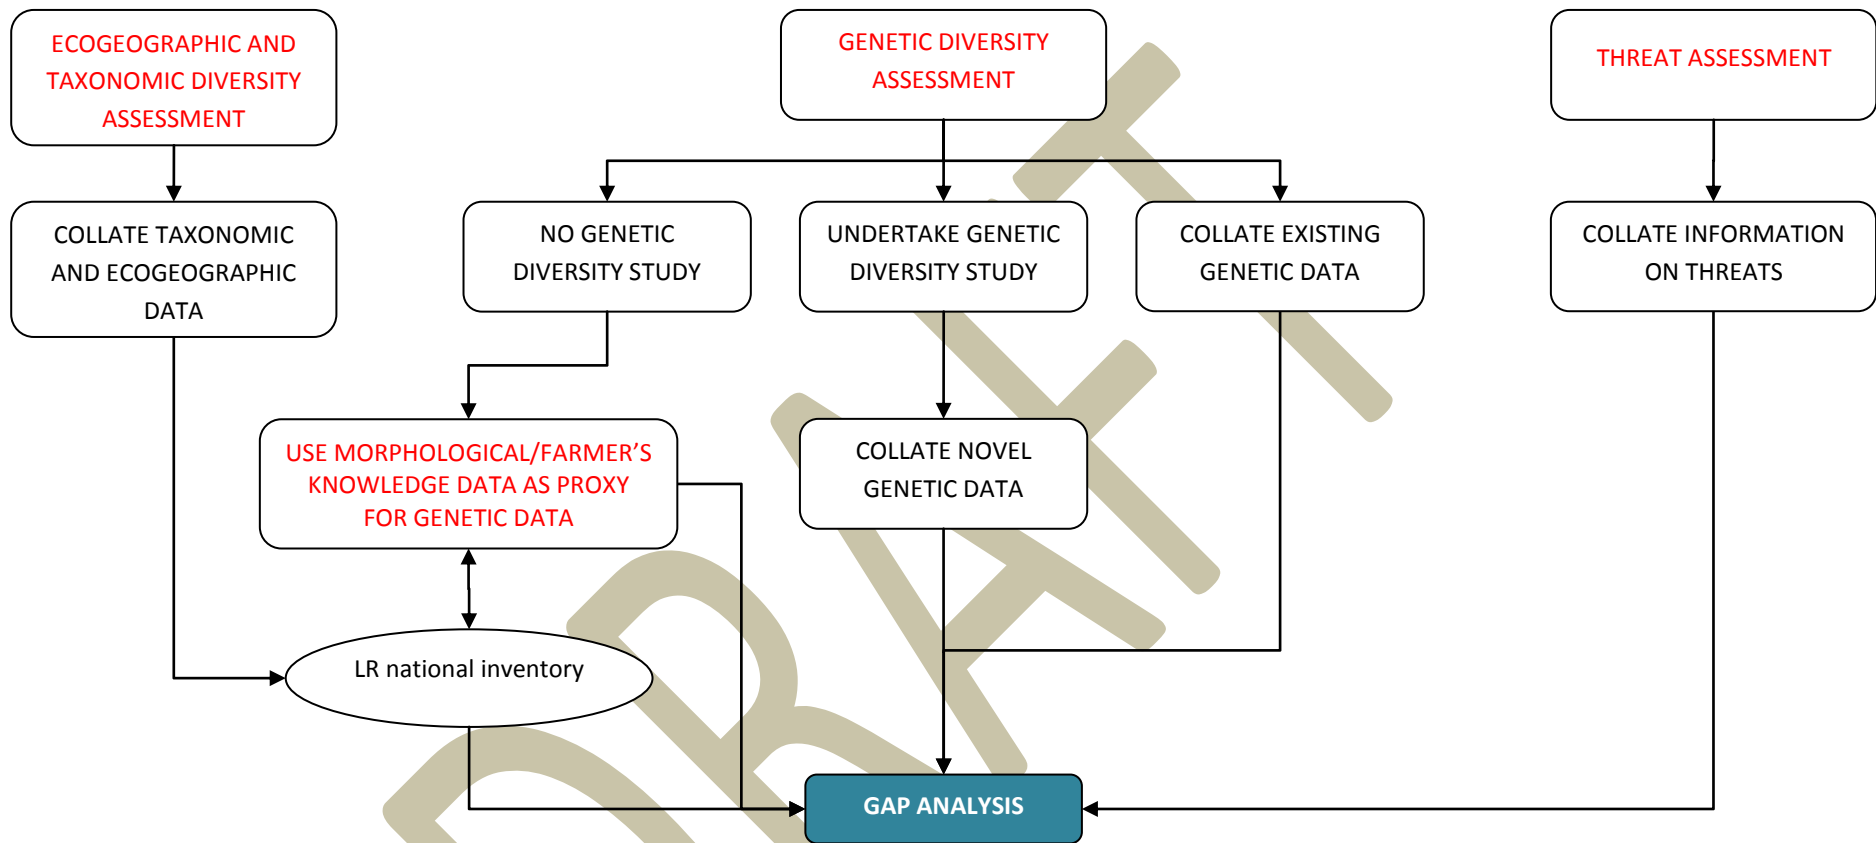 ECOGEOGRAPHIC AND
TAXONOMIC DIVERSITY
ASSESSMENT
GENETIC DIVERSITY
ASSESSMENT
THREAT ASSESSMENT
COLLATE TAXONOMIC
AND ECOGEOGRAPHIC
DATA
NO GENETIC
DIVERSITY STUDY
UNDERTAKE GENETIC
DIVERSITY STUDY
COLLATE EXISTING
GENETIC DATA
COLLATE INFORMATION
ON THREATS
USE MORPHOLOGICAL/FARMER’S
KNOWLEDGE DATA AS PROXY
FOR GENETIC DATA
COLLATE NOVEL
GENETIC DATA
LR national inventory
GAP ANALYSIS
DRAFT